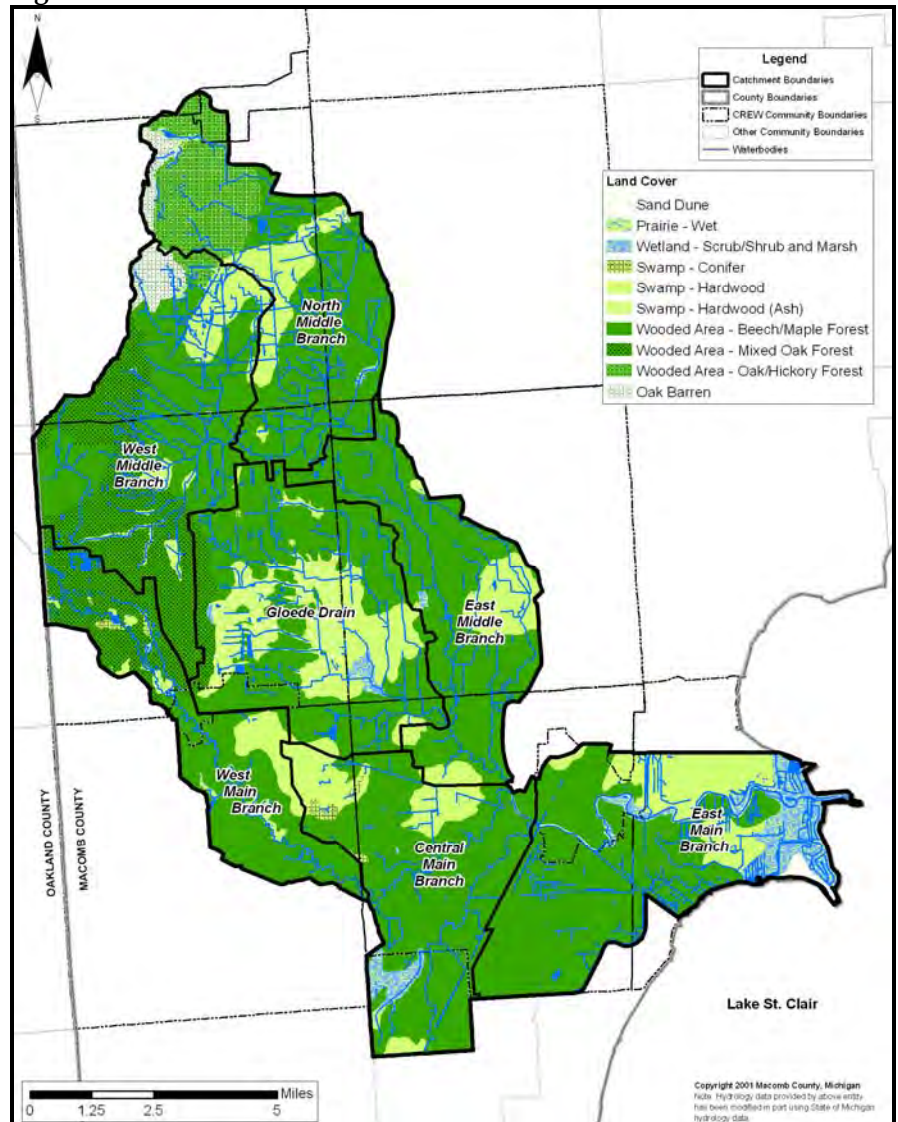 N
S
Legend
Catchment Boundaries
County Boundaries
CREW Community Boundaries
Other Community Boundaries
Waterbodies
Land Cover
Sand Dune
Prairie - Wet
Wetland - Scrub/Shrub and Marsh
Swamp - Conifer
Swamp - Hardwood
Swamp - Hardwood (Ash)
Wooded Area - Beech/Maple Forest
Wooded Area - Mixed Oak Forest
Wooded Area - Oak/Hickory Forest
Oak Barren
North
Middle
Branch
West
Middle
Branch
Gloede Drain
East
Middle
Branch
West
Main
Branch
Central
Main
Branch
East
Main
Branch
OAKLAND COUNTY
MACOMB COUNTY
Lake St. Clair
Miles
0 1.25 2.5 5
Copyright 2001 Macomb County, Michigan
Note: Hydrology data provided by above entity
has been modified in part using State of Michigan
hydrology data.